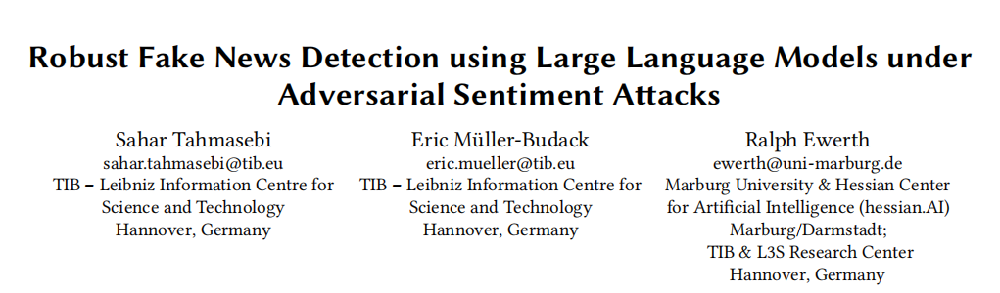 Robust Fake News Detection using Large Language Models under
Adversarial Sentiment Attacks
Sahar Tahmasebi
sahar.tahmasebi@tib.eu
TIB – Leibniz Information Centre for
Science and Technology
Hannover, Germany
Eric Müller-Budack
eric.mueller@tib.eu
TIB – Leibniz Information Centre for
Science and Technology
Hannover, Germany
Ralph Ewerth
ewerth@uni-marburg.de
Marburg University & Hessian Center
for Artificial Intelligence (hessian.AI)
Marburg/Darmstadt;
TIB & L3S Research Center
Hannover, Germany